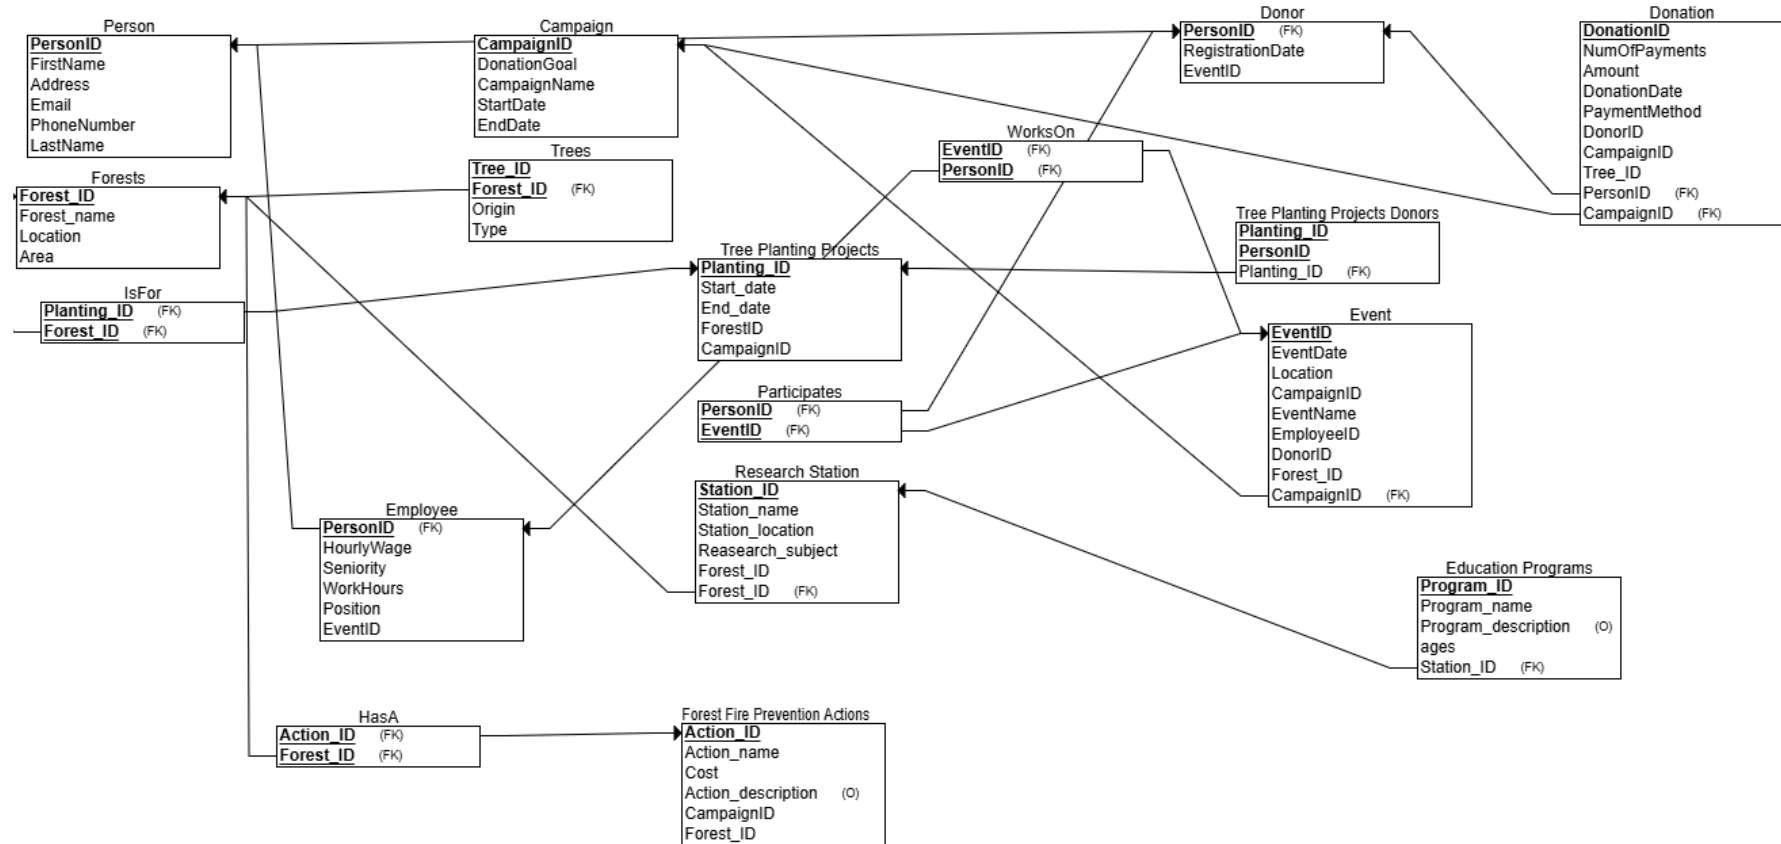 Person
PersonID
FirstName
Address
Email
PhoneNumber
LastName
Campaign
CampaignID
DonationGoal
CampaignName
StartDate
EndDate
Donor
PersonID (FK)
RegistrationDate
EventID
Donation
DonationID
NumOfPayments
Amount
DonationDate
PaymentMethod
DonorID
CampaignID
Tree_ID
PersonID (FK)
CampaignID (FK)
WorksOn
EventID (FK)
PersonID (FK)
Trees
Tree_ID
Forest_ID (FK)
Origin
Type
Forests
Forest_ID
Forest_name
Location
Area
Tree Planting Projects Donors
Planting_ID
PersonID
Planting_ID (FK)
Tree Planting Projects
Planting_ID
Start_date
End_date
ForestID
CampaignID
IsFor
Planting_ID (FK)
Forest_ID (FK)
Event
EventID
EventDate
Location
CampaignID
EventName
EmployeeID
DonorID
Forest_ID
CampaignID (FK)
Participates
PersonID (FK)
EventID (FK)
Research Station
Station_ID
Station_name
Station_location
Reasearch_subject
Forest_ID
Forest_ID (FK)
Employee
PersonID (FK)
HourlyWage
Seniority
WorkHours
Position
EventID
Education Programs
Program_ID
Program_name
Program_description (O)
ages
Station_ID (FK)
HasA
Action_ID (FK)
Forest_ID (FK)
Forest Fire Prevention Actions
Action_ID
Action_name
Cost
Action_description (O)
CampaignID
Forest_ID